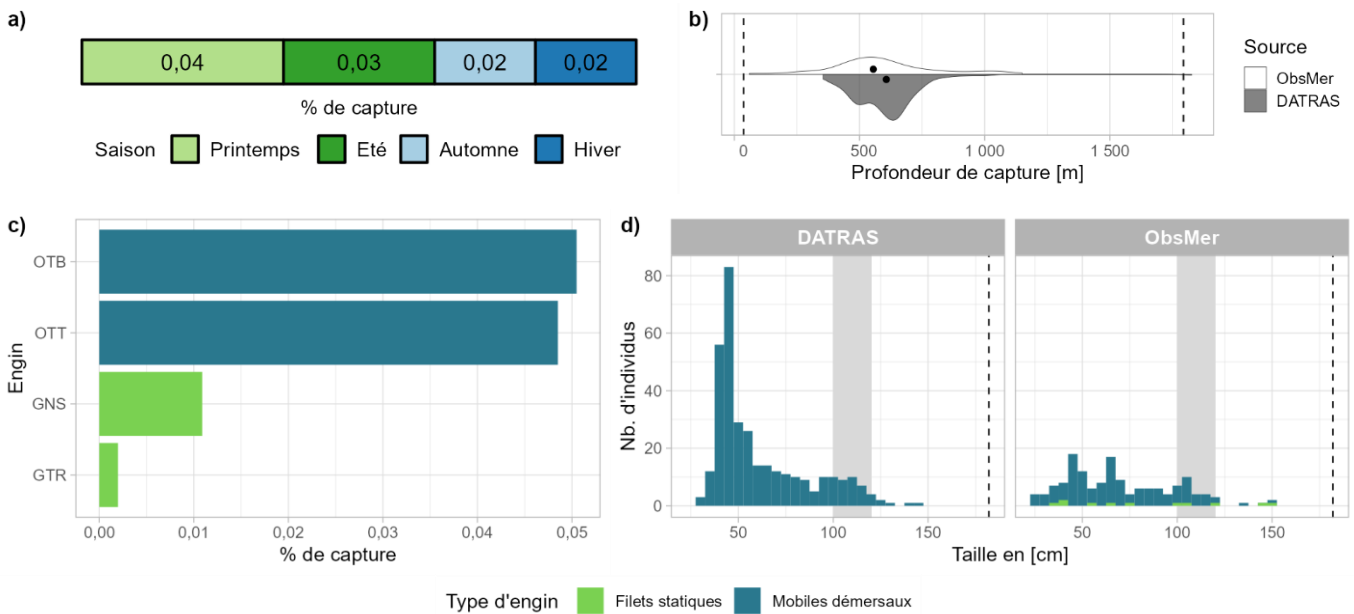 a)
0,04 0,03 0,02 0,02
% de capture
Saison Printemps Eté Automne Hiver
b)
Source
ObsMer
DATRAS
0 500 1 000 1 500
Profondeur de capture [m]
c)
Engin
OTB
OTT
GNS
GTR
0,00 0,01 0,02 0,03 0,04 0,05
% de capture
d)
DATRAS ObsMer
Nb. d'individus
80
60
40
20
0
50 100 150 50 100 150
Taille en [cm]
Type d'engin Filets statiques Mobiles démersaux